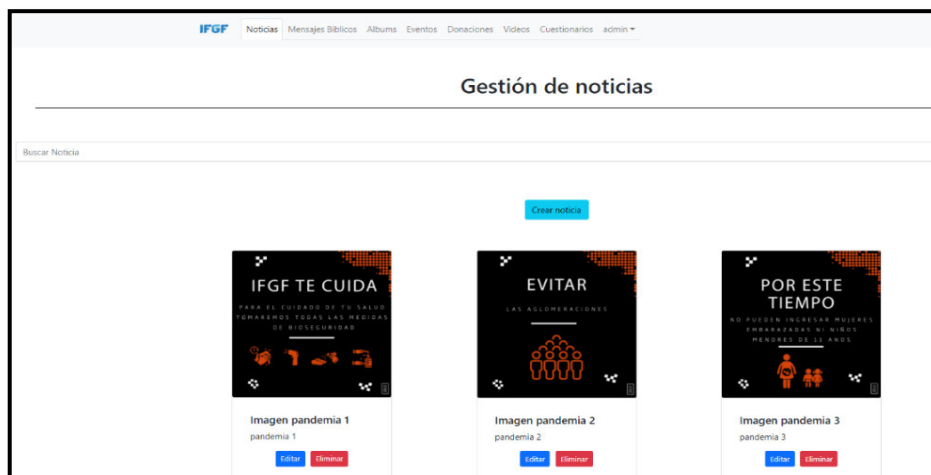 IFGF Noticias Mensajes Biblicos Albums Eventos Donaciones Videos Cuestionarios admin
Gestión de noticias
Buscar Noticia
Crear noticia
IFGF TE CUIDA
PARA EL CUIDADO DE TU SALUD
TOMAREMOS TODAS LAS MEDIDAS
DE BIOSEGURIDAD
EVITAR
LAS AGLOMERACIONES
POR ESTE
TIEMPO
NO PUEDEN INGRESAR MUJERES
EMBARAZADAS NI NIÑOS
MENORES DE 11 AÑOS
Imagen pandemia 1
pandemia 1
Editar Eliminar
Imagen pandemia 2
pandemia 2
Editar Eliminar
Imagen pandemia 3
pandemia 3
Editar Eliminar